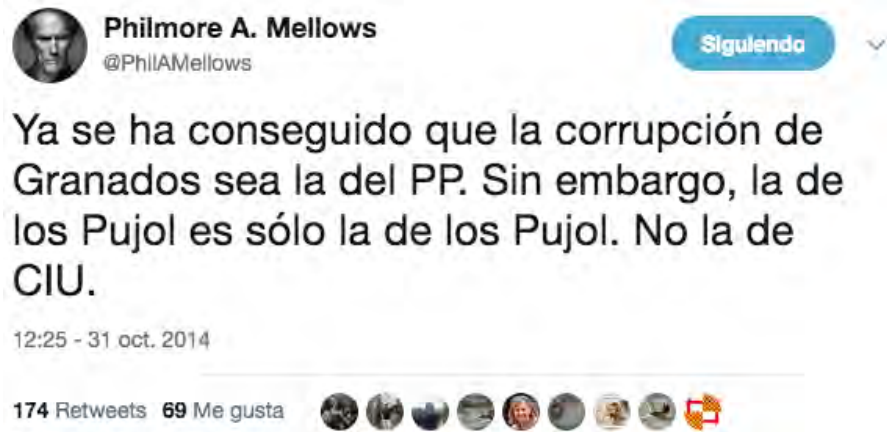 Philmore A. Mellows
@PhilAMellows
Siguiendo
Ya se ha conseguido que la corrupción de
Granados sea la del PP. Sin embargo, la de
los Pujol es sólo la de los Pujol. No la de
CIU.
12:25 - 31 oct. 2014
174 Retweets 69 Me gusta